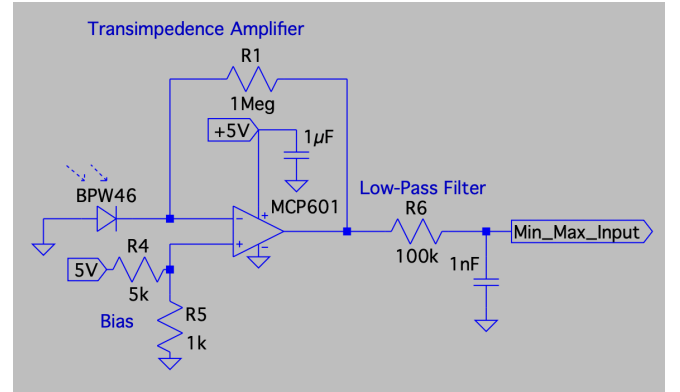 Transimpedence Amplifier
R1
1Meg
+5V
1µF
BPW46
MCP601
-
+
+
-
Low-Pass Filter
R6
100k
1nF
Min_Max_Input
R4
5V
5k
Bias
R5
1k